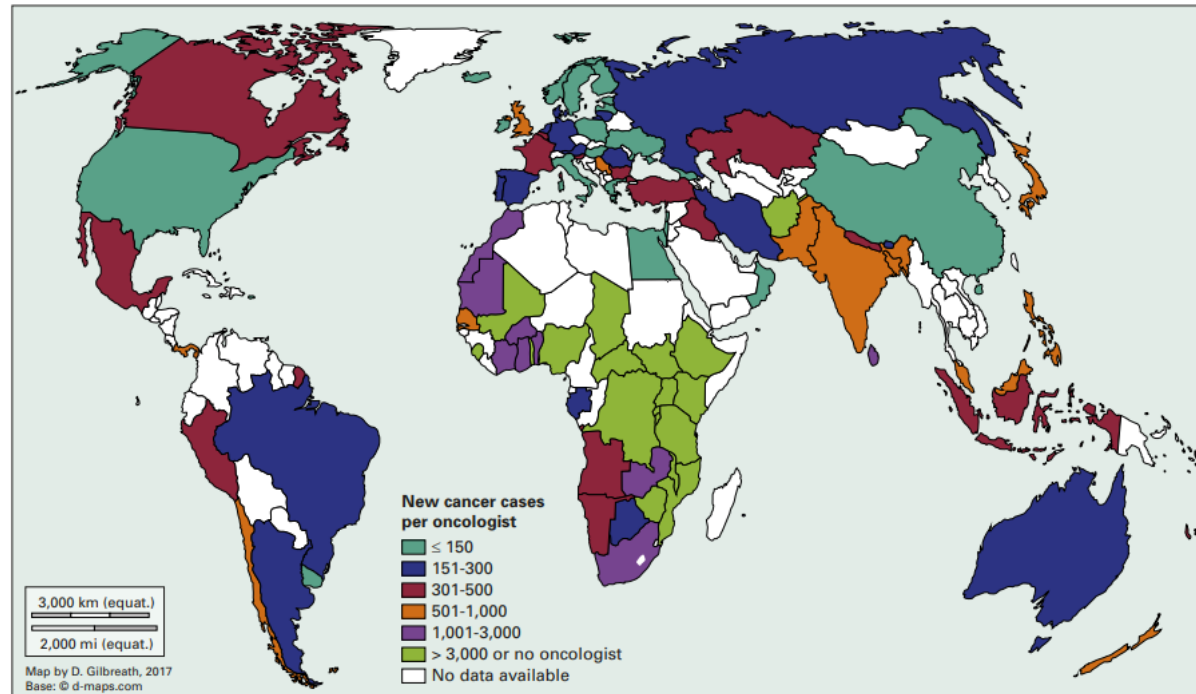 New cancer cases
per oncologist
≤ 150
151-300
301-500
501-1,000
1,001-3,000
> 3,000 or no oncologist
No data available
3,000 km (equat.)
2,000 mi (equat.)
Map by D. Gilbreath, 2017
Base: © d-maps.com